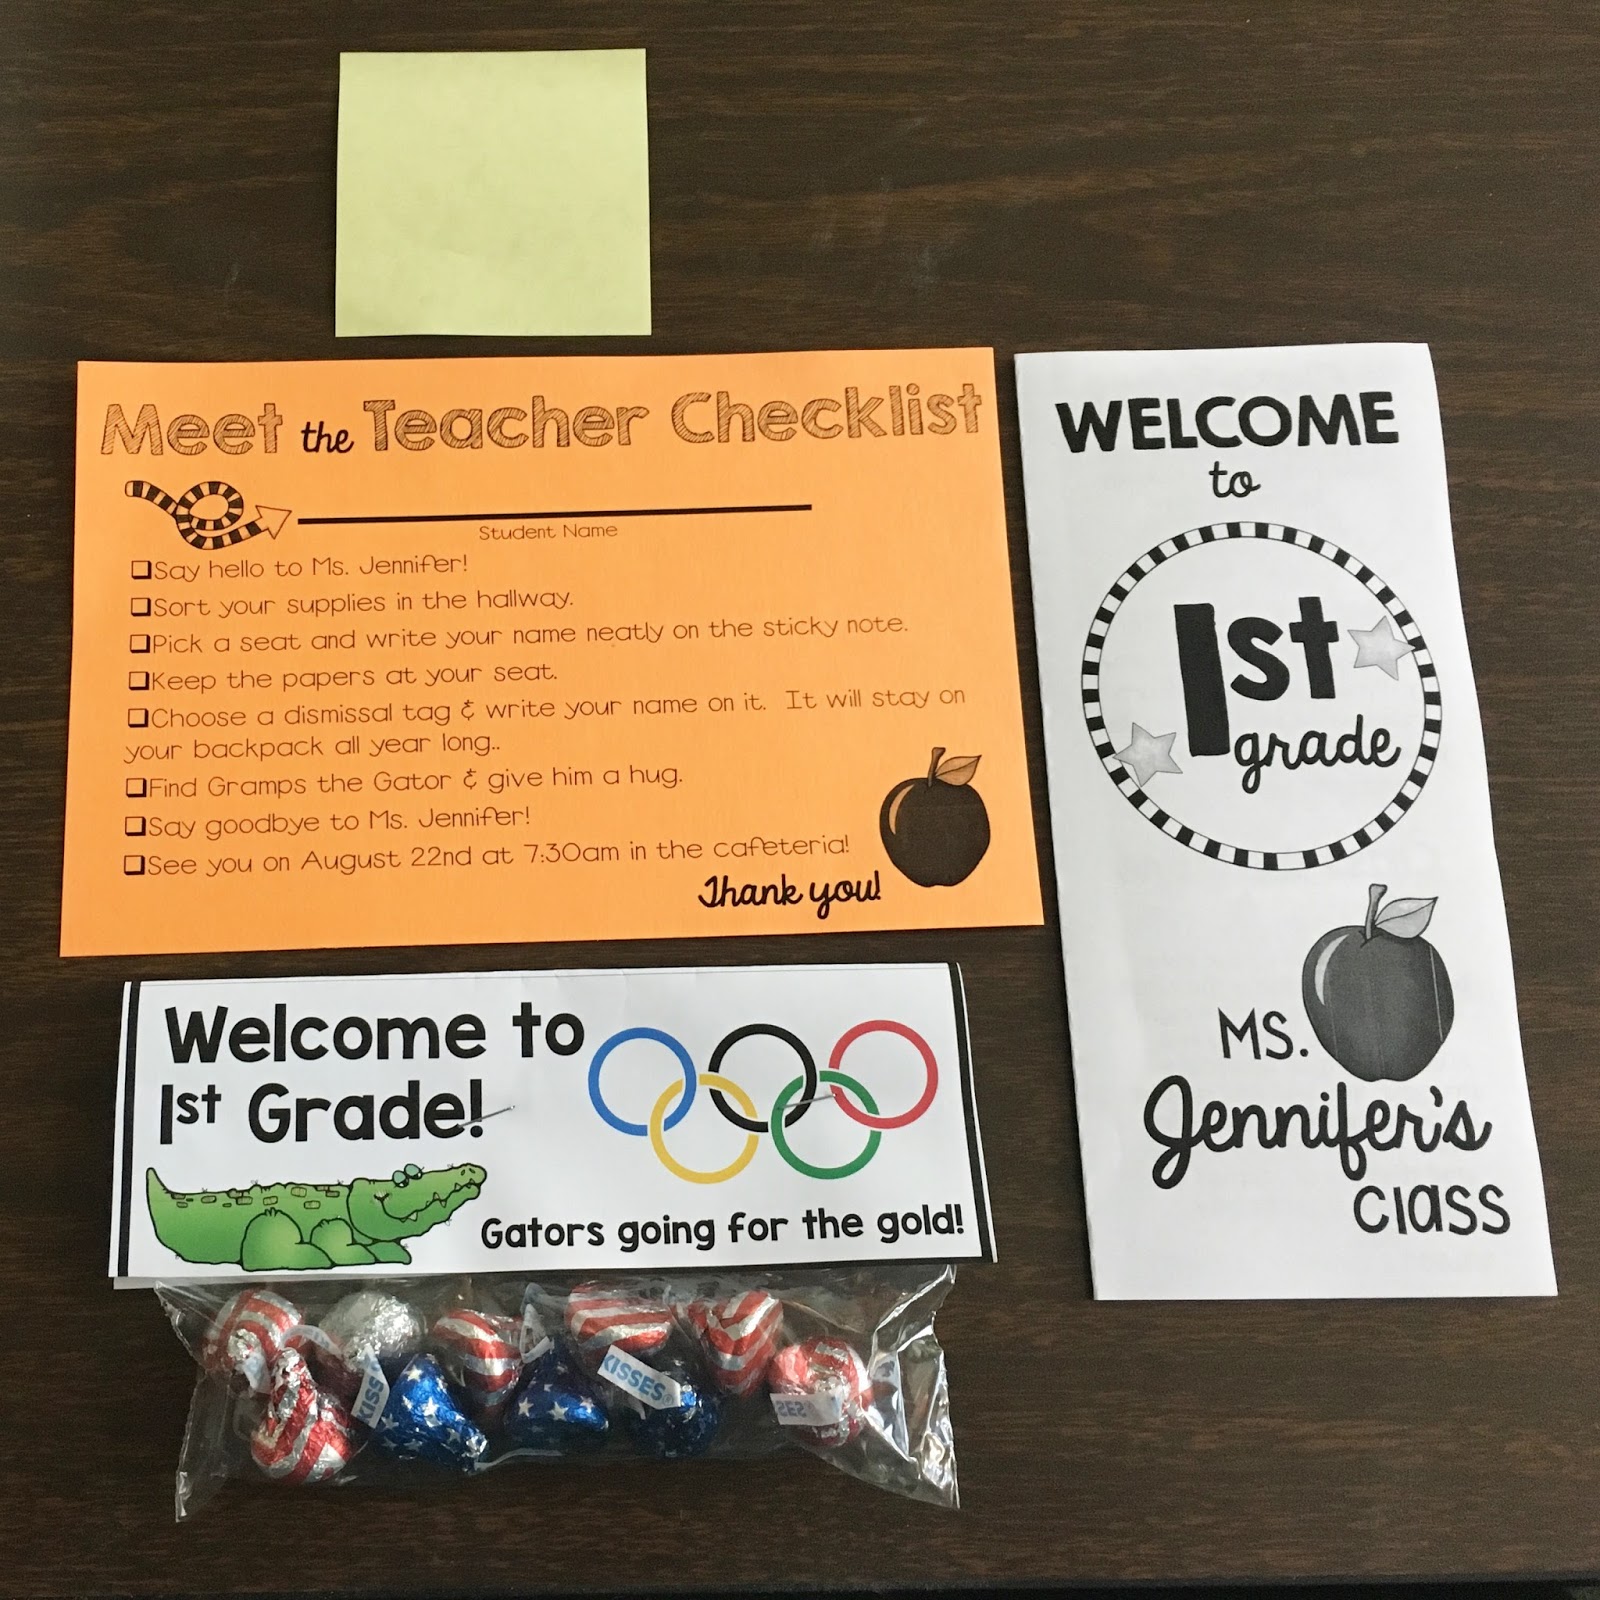 Meet the Teacher Checklist
Student Name
Say hello to Ms. Jennifer!
Sort your supplies in the hallway.
Pick a seat and write your name neatly on the sticky note.
Keep the papers at your seat.
Choose a dismissal tag & write your name on it. It will stay on
your backpack all year long..
Find Gramps the Gator & give him a hug.
Say goodbye to Ms. Jennifer!
See you on August 22nd at 7:30am in the cafeteria!
Thank you!
WELCOME
to
1st
grade
MS.
Jennifer's
class
Welcome to
1st Grade!
Gators going for the gold!
KISS
KISSES
SES